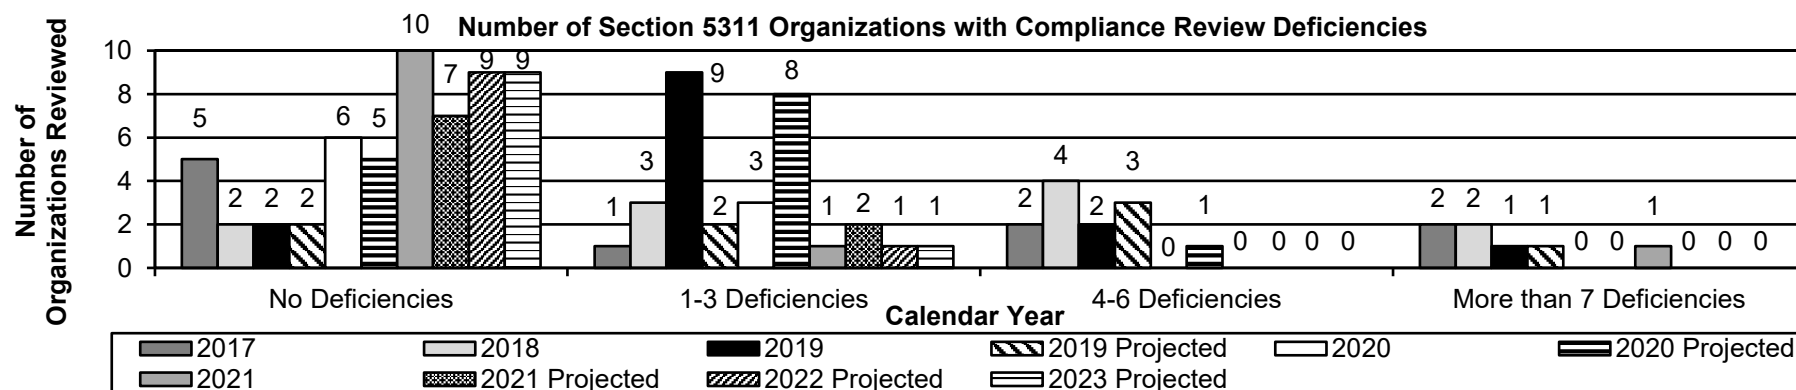 Number of Section 5311 Organizations with Compliance Review Deficiencies
Number of
Organizations Reviewed
10
8
6
4
2
0
5 2 2 2 6 5 10 7 9 9
1 3 9 2 3 8 1 2 1 1
2 4 2 3 0 1 0 0 0 0
2 2 1 1 0 0 1 0 0 0
No Deficiencies 1-3 Deficiencies 4-6 Deficiencies More than 7 Deficiencies
Calendar Year
2017 2018 2019 2019 Projected 2020 2020 Projected
2021 2021 Projected 2022 Projected 2023 Projected